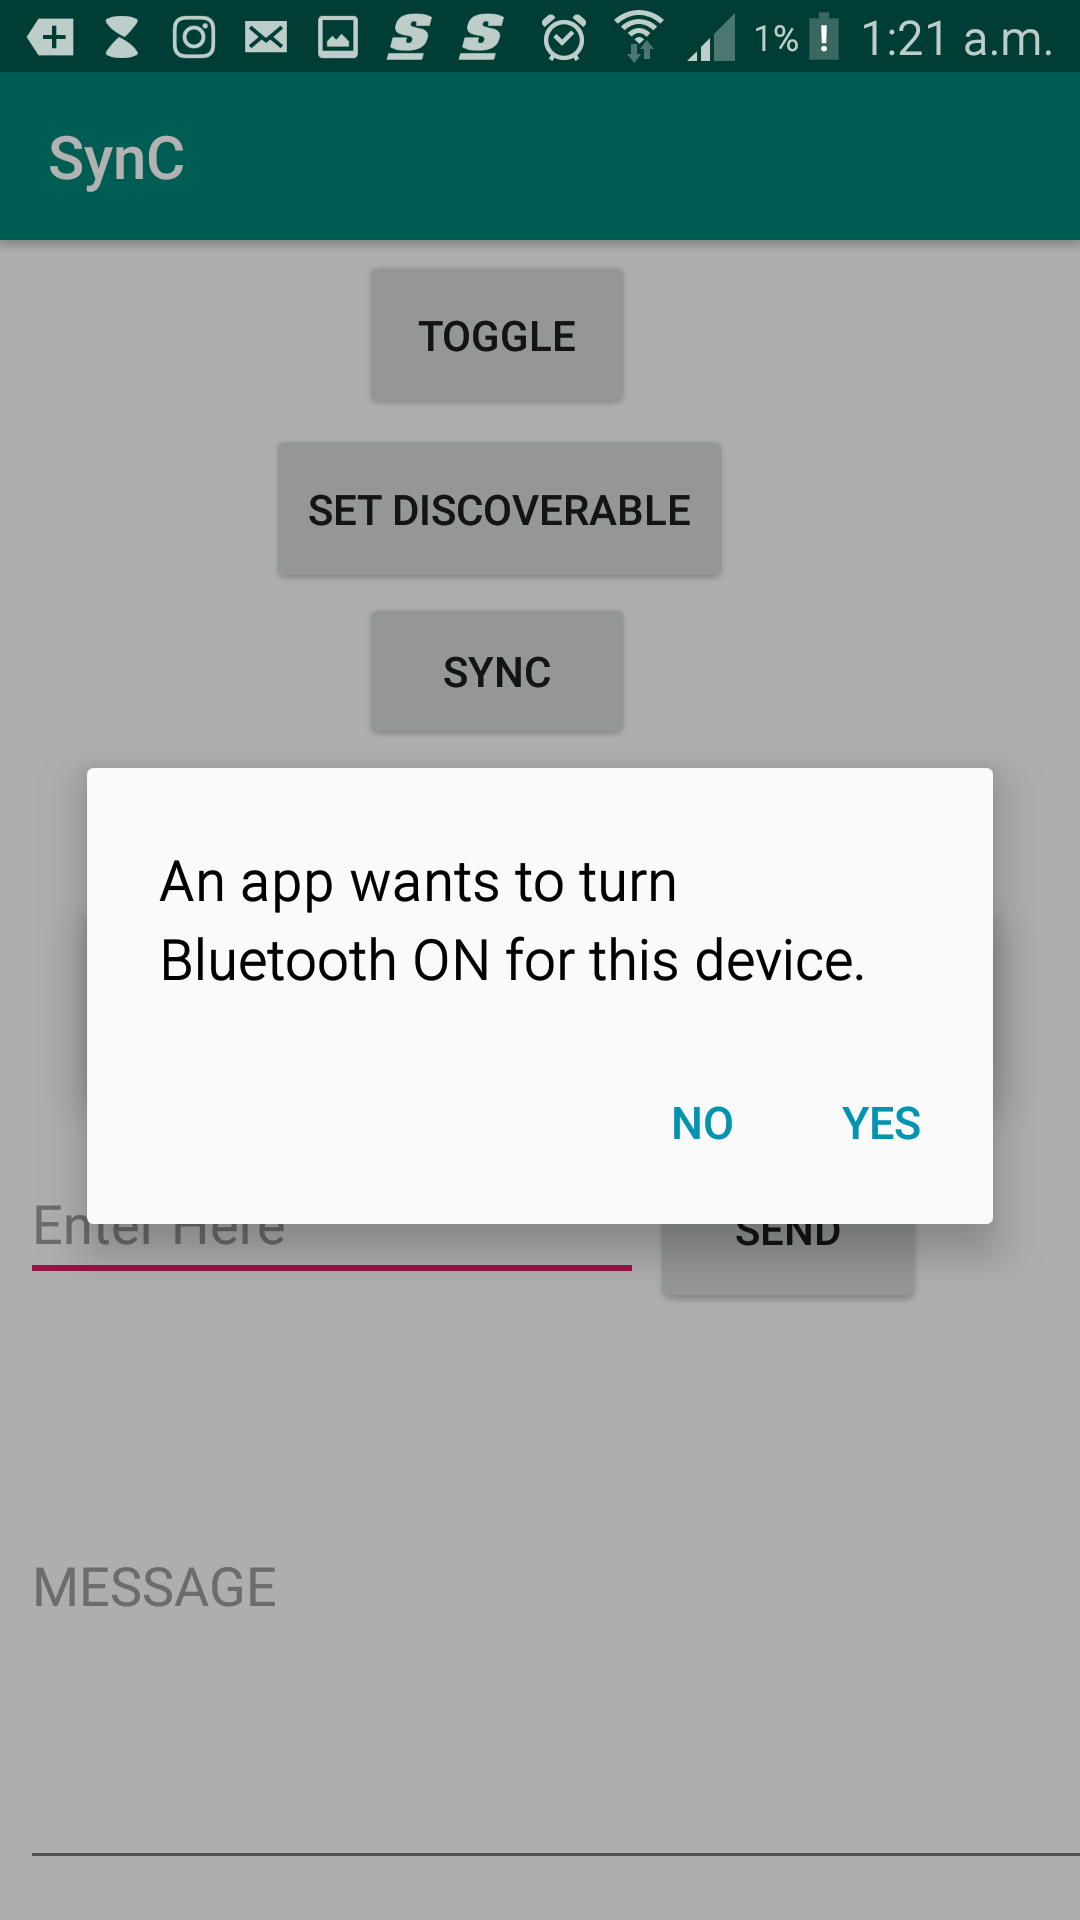 1% 1:21 a.m.
SynC
TOGGLE
SET DISCOVERABLE
SYNC
An app wants to turn
Bluetooth ON for this device.
NO YES
Enter Here
SEND
MESSAGE